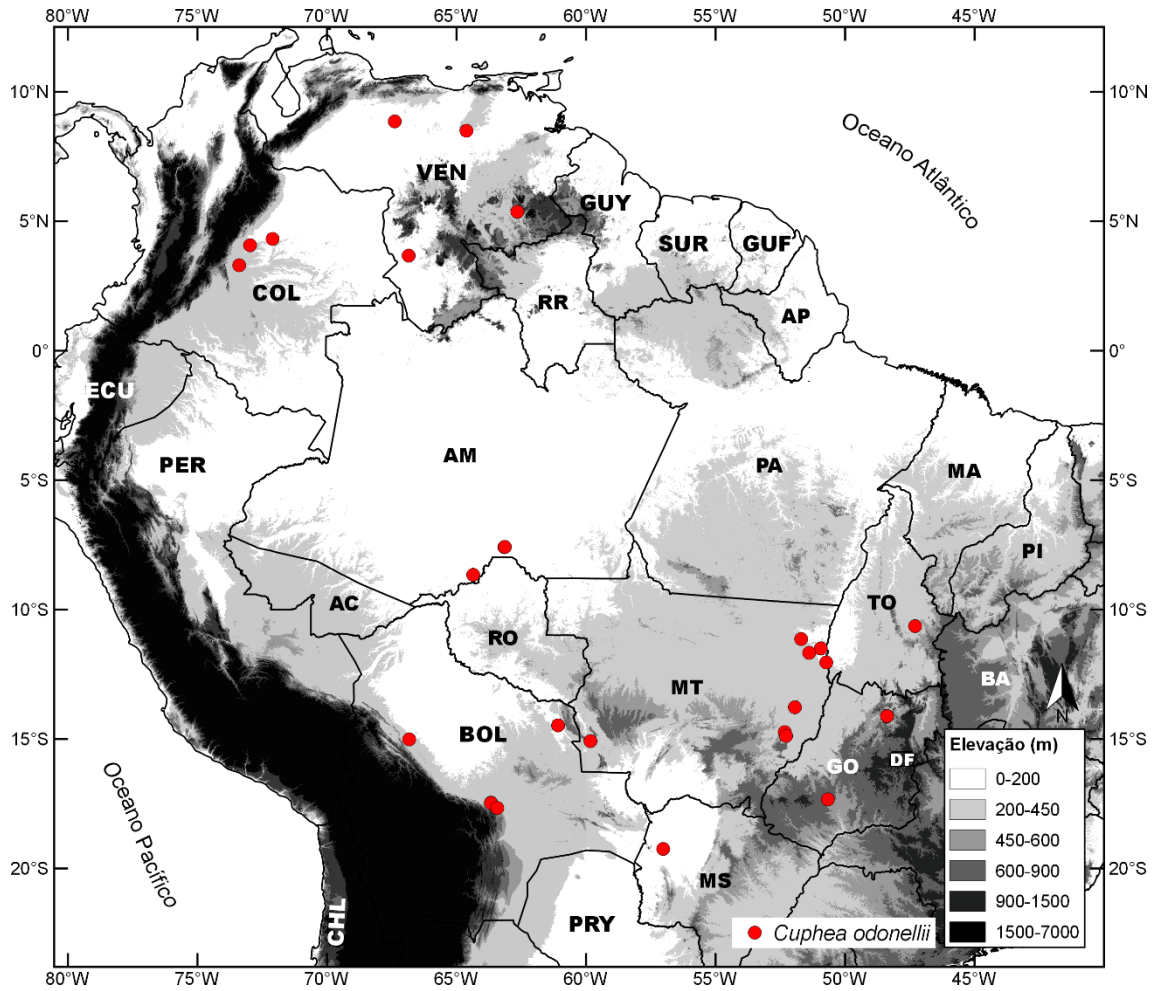 80°W 75°W 70°W 65°W 60°W 55°W 50°W 45°W
10°N 10°N
Oceano Atlântico
VEN
GUY
5°N 5°N
SUR GUF
COL
RR
AP
0° 0°
ECU
PER AM PA MA
5°S 5°S
PI
AC TO
10°S 10°S
RO
BA
MT
N
BOL
15°S 15°S
GO DF
Oceano Pacífico
MS
20°S 20°S
PRY
CHL
Elevação (m)
0-200
200-450
450-600
600-900
900-1500
1500-7000
Cuphea odonellii
80°W 75°W 70°W 65°W 60°W 55°W 50°W 45°W